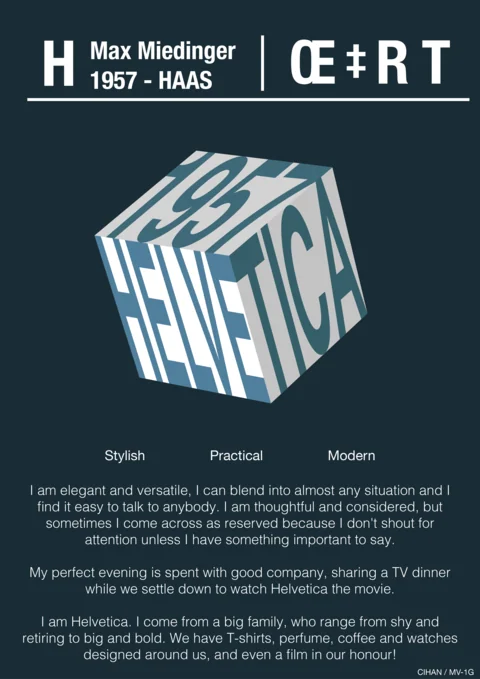 H
Max Miedinger
1957 - HAAS
Œ ‡ R T
1957
HELVETICA
Stylish Practical Modern
I am elegant and versatile, I can blend into almost any situation and I
find it easy to talk to anybody. I am thoughtful and considered, but
sometimes I come across as reserved because I don't shout for
attention unless I have something important to say.
My perfect evening is spent with good company, sharing a TV dinner
while we settle down to watch Helvetica the movie.
I am Helvetica. I come from a big family, who range from shy and
retiring to big and bold. We have T-shirts, perfume, coffee and watches
designed around us, and even a film in our honour!
CIHAN / MV-1G